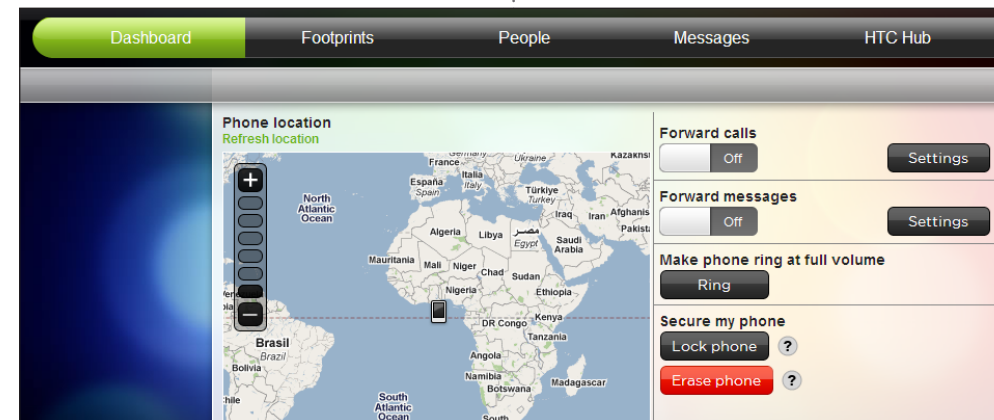 Dashboard Footprints People Messages HTC Hub
Phone location
Refresh location
Forward calls
Off Settings
Forward messages
Off Settings
Make phone ring at full volume
Ring
Secure my phone
Lock phone ?
Erase phone ?
+
−
Germany Ukraine
France
Italia
Italy
España
Spain
Türkiye
Turkey
North
Atlantic
Ocean
Iraq Iran
Algeria Libya مصر
Egypt
Saudi
Arabia
Mauritania Mali Niger Chad Sudan
Nigeria Ethiopia
DR Congo Kenya
Tanzania
Brasil
Brazil
Angola
Bolivia
Namibia
Botswana
Madagascar
South
Atlantic
Ocean
South